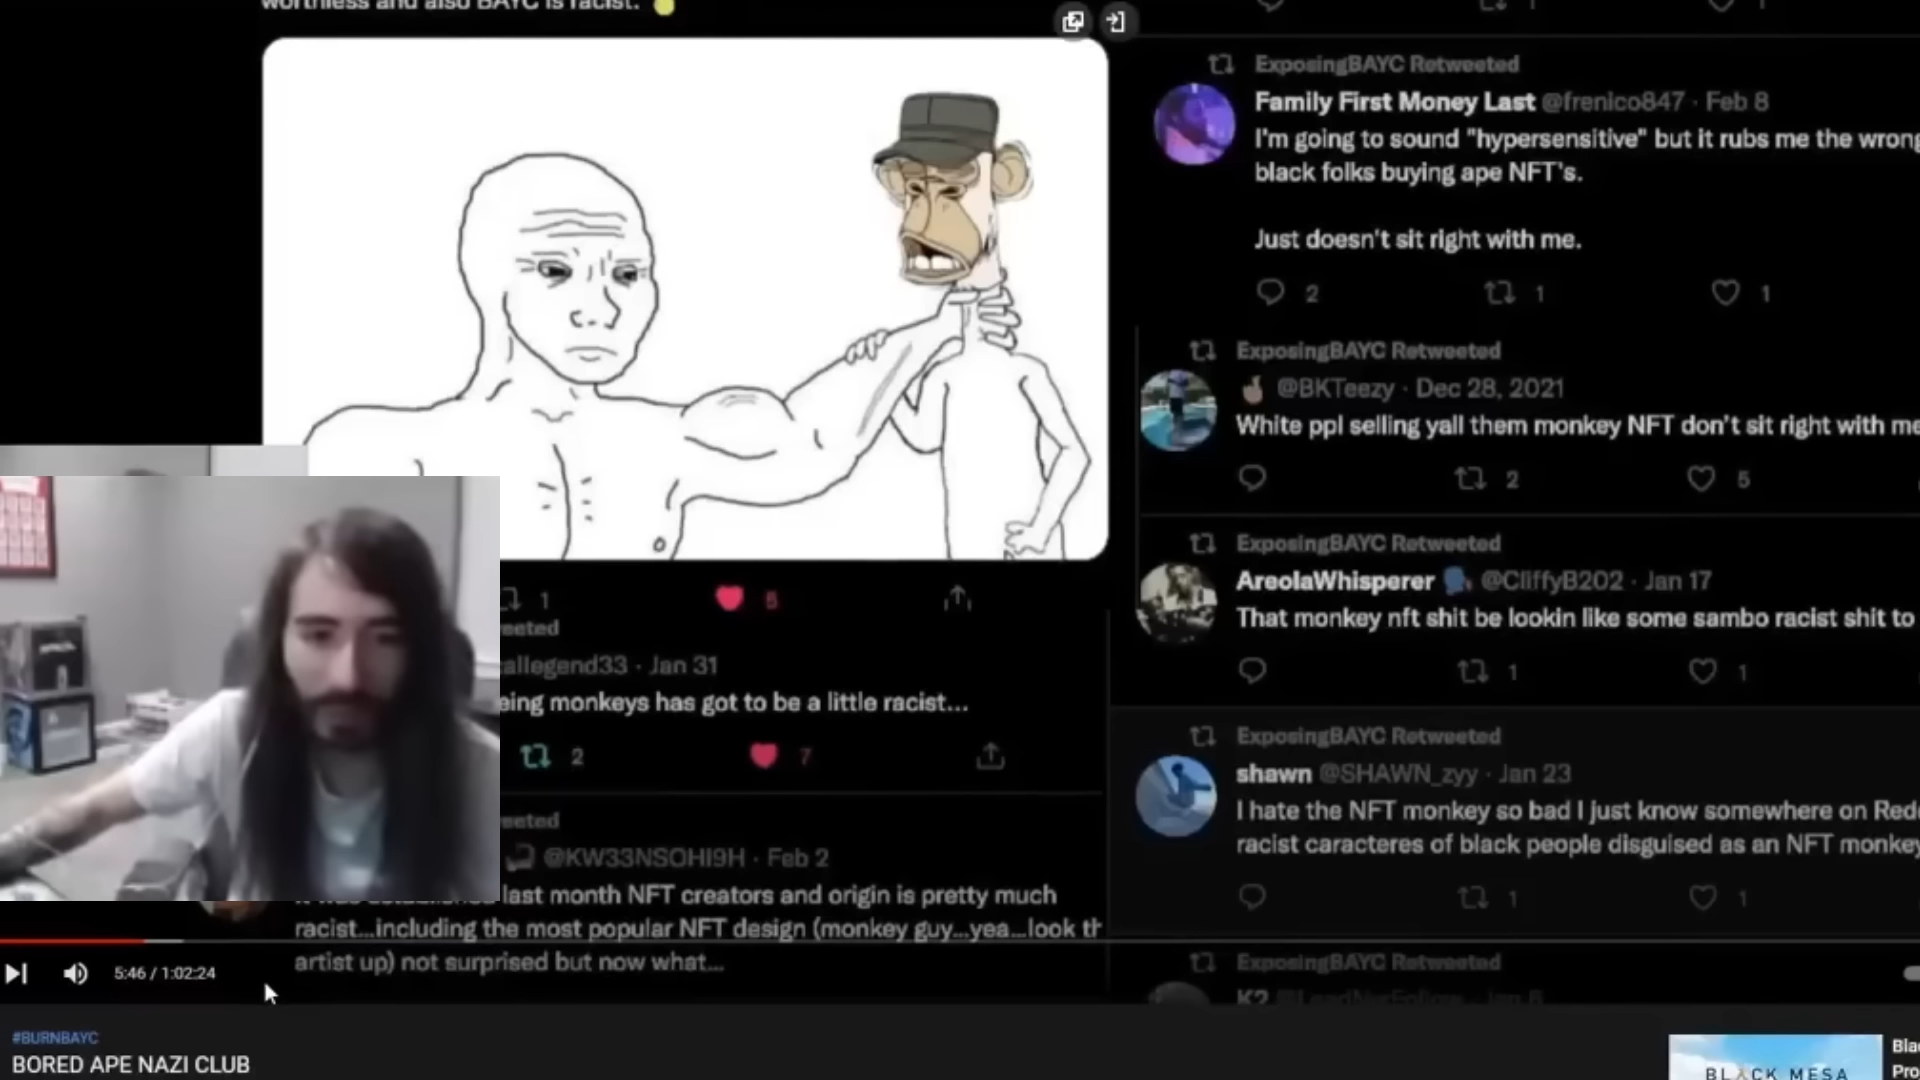 worthless and also BAYC is racist.
1 5
eeted
allegend33 · Jan 31
eing monkeys has got to be a little racist...
2 7
eeted
@KW33NSOHI9H · Feb 2
last month NFT creators and origin is pretty much
racist...including the most popular NFT design (monkey guy...yea...look th
artist up) not surprised but now what...
1 1
ExposingBAYC Retweeted
Family First Money Last @frenico847 · Feb 8
I'm going to sound "hypersensitive" but it rubs me the wrong
black folks buying ape NFT's.
Just doesn't sit right with me.
2 1 1
ExposingBAYC Retweeted
@BKTeezy · Dec 28, 2021
White ppl selling yall them monkey NFT don't sit right with me
2 5
ExposingBAYC Retweeted
AreolaWhisperer @CliffyB202 · Jan 17
That monkey nft shit be lookin like some sambo racist shit to
1 1
ExposingBAYC Retweeted
shawn @SHAWN_zyy · Jan 23
I hate the NFT monkey so bad I just know somewhere on Red
racist caracteres of black people disguised as an NFT monkey
1 1
ExposingBAYC Retweeted
K2
5:46 / 1:02:24
#BURNBAYC
BORED APE NAZI CLUB
BLACK MESA
Bla
Pro